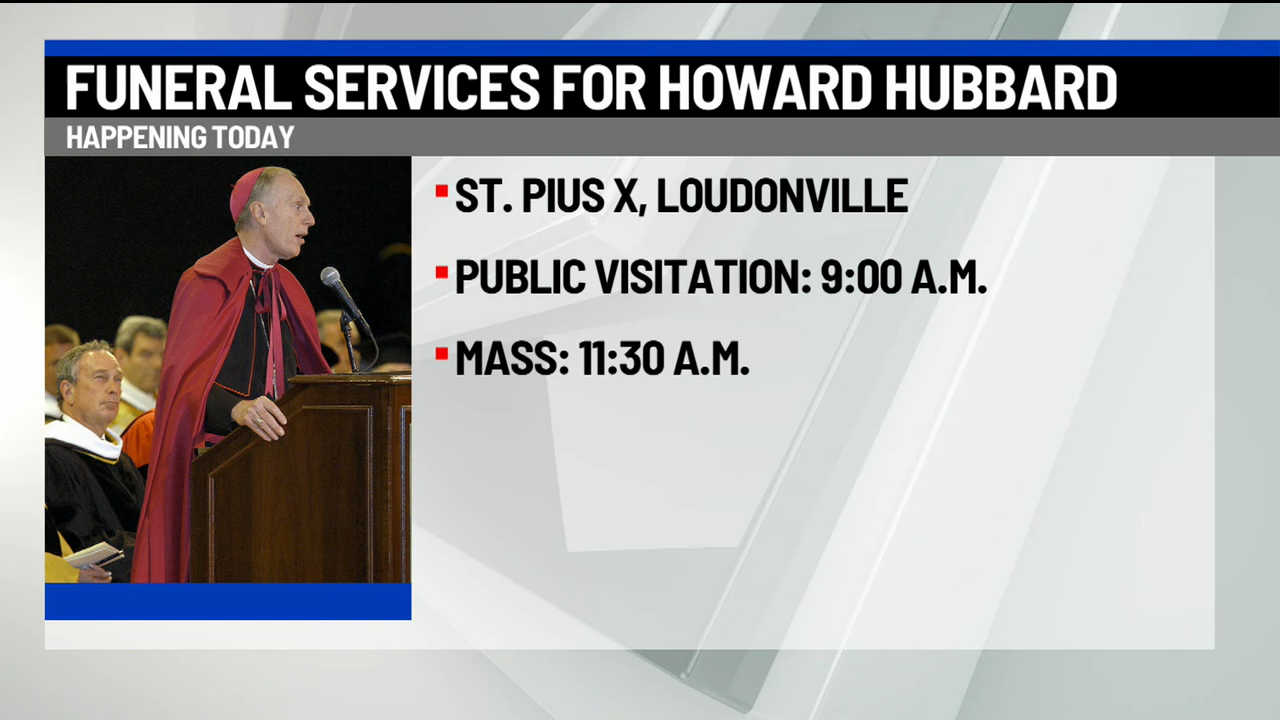 FUNERAL SERVICES FOR HOWARD HUBBARD
HAPPENING TODAY
ST. PIUS X, LOUDONVILLE
PUBLIC VISITATION: 9:00 A.M.
MASS: 11:30 A.M.